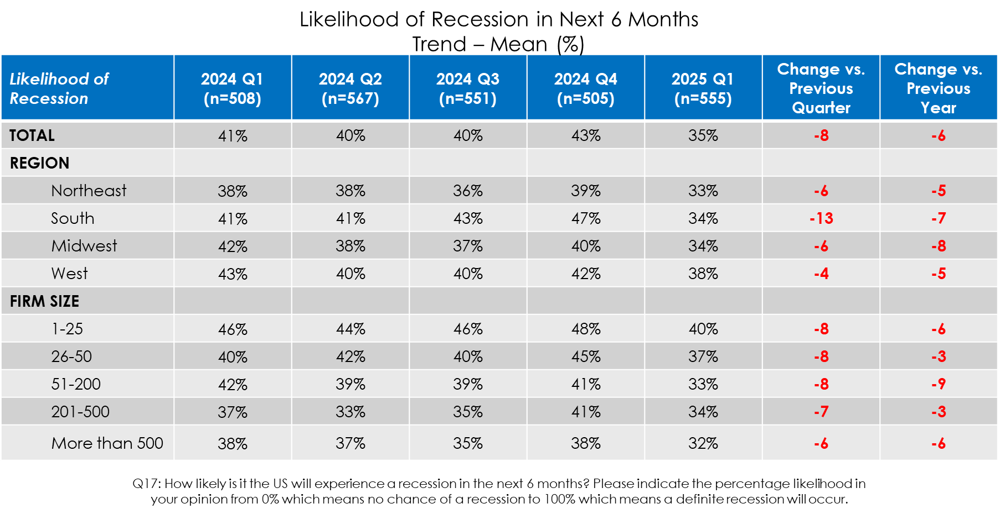 Likelihood of Recession in Next 6 Months
Trend – Mean (%)
Likelihood of Recession 2024 Q1 (n=508) 2024 Q2 (n=567) 2024 Q3 (n=551) 2024 Q4 (n=505) 2025 Q1 (n=555) Change vs. Previous Quarter Change vs. Previous Year
TOTAL 41% 40% 40% 43% 35% -8 -6
REGION
Northeast 38% 38% 36% 39% 33% -6 -5
South 41% 41% 43% 47% 34% -13 -7
Midwest 42% 38% 37% 40% 34% -6 -8
West 43% 40% 40% 42% 38% -4 -5
FIRM SIZE
1-25 46% 44% 46% 48% 40% -8 -6
26-50 40% 42% 40% 45% 37% -8 -3
51-200 42% 39% 39% 41% 33% -8 -9
201-500 37% 33% 35% 41% 34% -7 -3
More than 500 38% 37% 35% 38% 32% -6 -6
Q17: How likely is it the US will experience a recession in the next 6 months? Please indicate the percentage likelihood in
your opinion from 0% which means no chance of a recession to 100% which means a definite recession will occur.